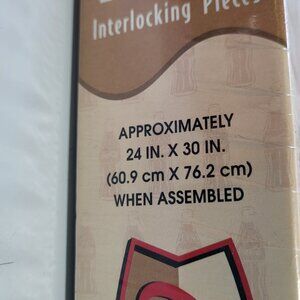 Interlocking Pieces
APPROXIMATELY
24 IN. X 30 IN.
(60.9 cm X 76.2 cm)
WHEN ASSEMBLED